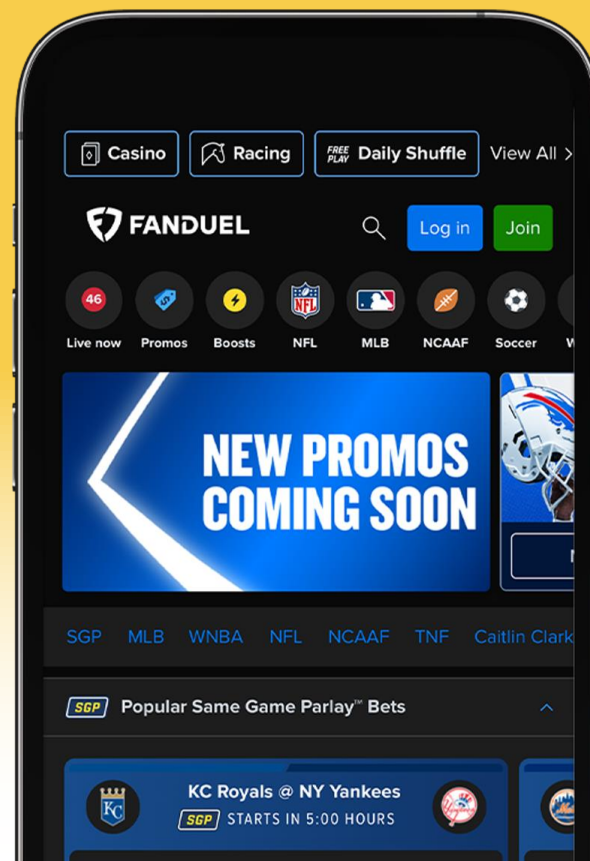 Casino
Racing
FREE PLAY Daily Shuffle
View All >
FANDUEL
Log in
Join
46
NFL
Live now
Promos
Boosts
NFL
MLB
NCAAF
Soccer
NEW PROMOS
COMING SOON
SGP MLB WNBA NFL NCAAF TNF Caitlin Clark
SGP Popular Same Game Parlay™ Bets
KC
KC Royals @ NY Yankees
SGP STARTS IN 5:00 HOURS